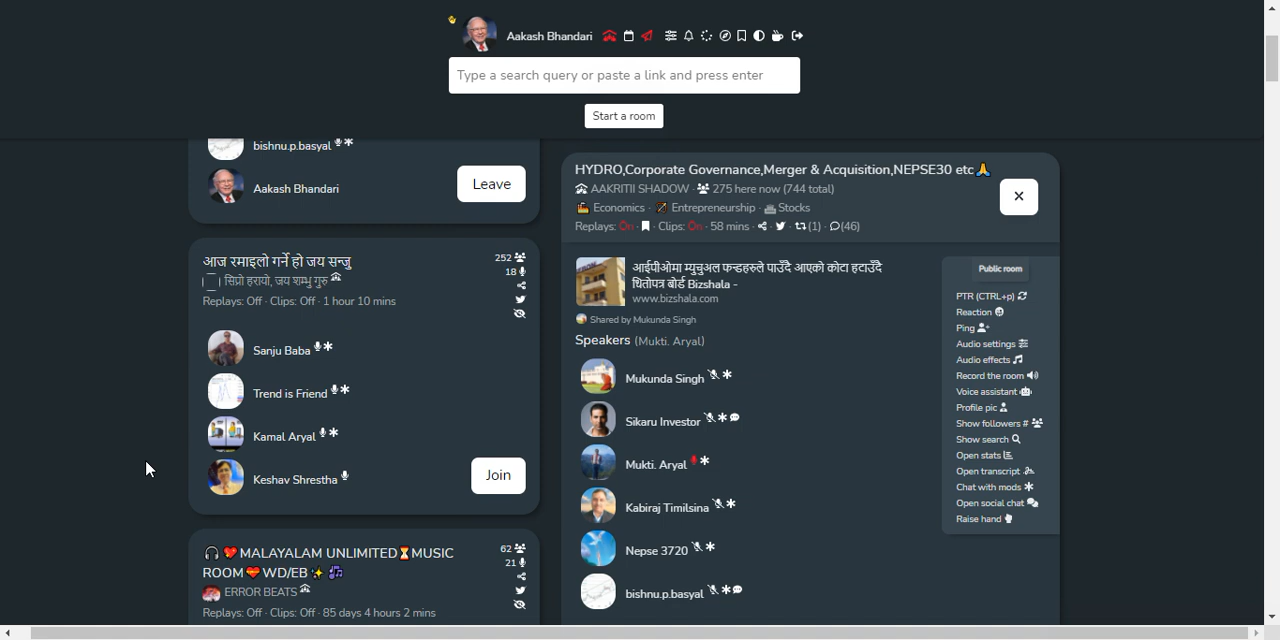 Aakash Bhandari
Type a search query or paste a link and press enter
Start a room
bishnu.p.basyal
Aakash Bhandari
Leave
आज रमाइलो गर्ने हो जय सन्जु
252
18
सिप्रो हरायो, जय शम्भु गुरु
Replays: Off · Clips: Off · 1 hour 10 mins
Sanju Baba
Trend is Friend
Kamal Aryal
Keshav Shrestha
Join
🎧💖MALAYALAM UNLIMITED⏳MUSIC
ROOM❤️WD/EB✨🎶
62
21
ERROR BEATS
Replays: Off · Clips: Off · 85 days 4 hours 2 mins
HYDRO,Corporate Governance,Merger & Acquisition,NEPSE30 etc🙏
AAKRITII SHADOW · 275 here now (744 total)
Economics · Entrepreneurship · Stocks
Replays: On · Clips: On · 58 mins · (1) · (46)
आईपीओमा म्युचुअल फन्डहरुले पाउँदै आएको कोटा हटाउँदै
धितोपत्र बोर्ड Bizshala -
www.bizshala.com
Shared by Mukunda Singh
Speakers (Mukti. Aryal)
Mukunda Singh
Sikaru Investor
Mukti. Aryal
Kabiraj Timilsina
Nepse 3720
bishnu.p.basyal
Public room
PTR (CTRL+p)
Reaction
Ping
Audio settings
Audio effects
Record the room
Voice assistant
Profile pic
Show followers #
Show search
Open stats
Open transcript
Chat with mods
Open social chat
Raise hand